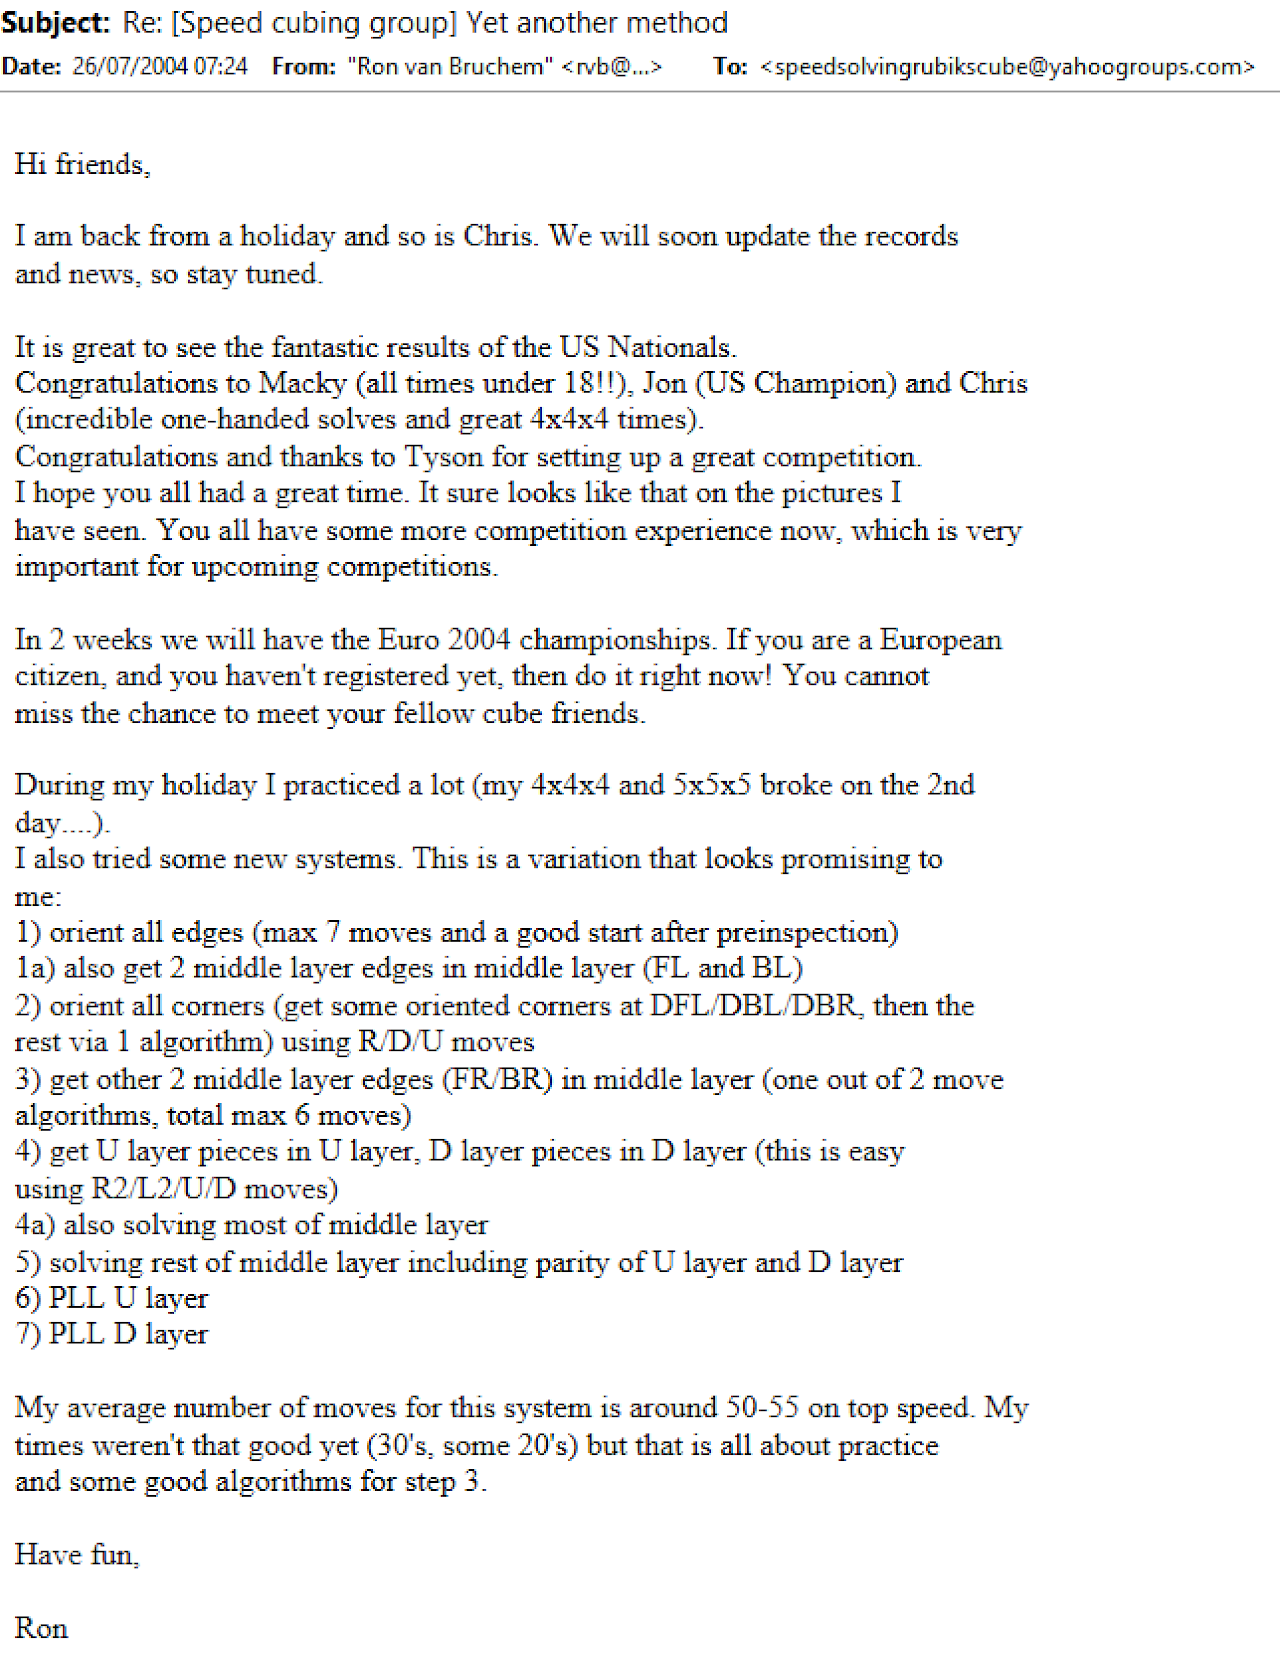 Subject: Re: [Speed cubing group] Yet another method
Date: 26/07/2004 07:24 From: "Ron van Bruchem" <rvb@...> To: <speedsolvingrubikscube@yahoogroups.com>
Hi friends,
I am back from a holiday and so is Chris. We will soon update the records
and news, so stay tuned.
It is great to see the fantastic results of the US Nationals.
Congratulations to Macky (all times under 18!!), Jon (US Champion) and Chris
(incredible one-handed solves and great 4x4x4 times).
Congratulations and thanks to Tyson for setting up a great competition.
I hope you all had a great time. It sure looks like that on the pictures I
have seen. You all have some more competition experience now, which is very
important for upcoming competitions.
In 2 weeks we will have the Euro 2004 championships. If you are a European
citizen, and you haven't registered yet, then do it right now! You cannot
miss the chance to meet your fellow cube friends.
During my holiday I practiced a lot (my 4x4x4 and 5x5x5 broke on the 2nd
day....).
I also tried some new systems. This is a variation that looks promising to
me:
1) orient all edges (max 7 moves and a good start after preinspection)
1a) also get 2 middle layer edges in middle layer (FL and BL)
2) orient all corners (get some oriented corners at DFL/DBL/DBR, then the
rest via 1 algorithm) using R/D/U moves
3) get other 2 middle layer edges (FR/BR) in middle layer (one out of 2 move
algorithms, total max 6 moves)
4) get U layer pieces in U layer, D layer pieces in D layer (this is easy
using R2/L2/U/D moves)
4a) also solving most of middle layer
5) solving rest of middle layer including parity of U layer and D layer
6) PLL U layer
7) PLL D layer
My average number of moves for this system is around 50-55 on top speed. My
times weren't that good yet (30's, some 20's) but that is all about practice
and some good algorithms for step 3.
Have fun,
Ron